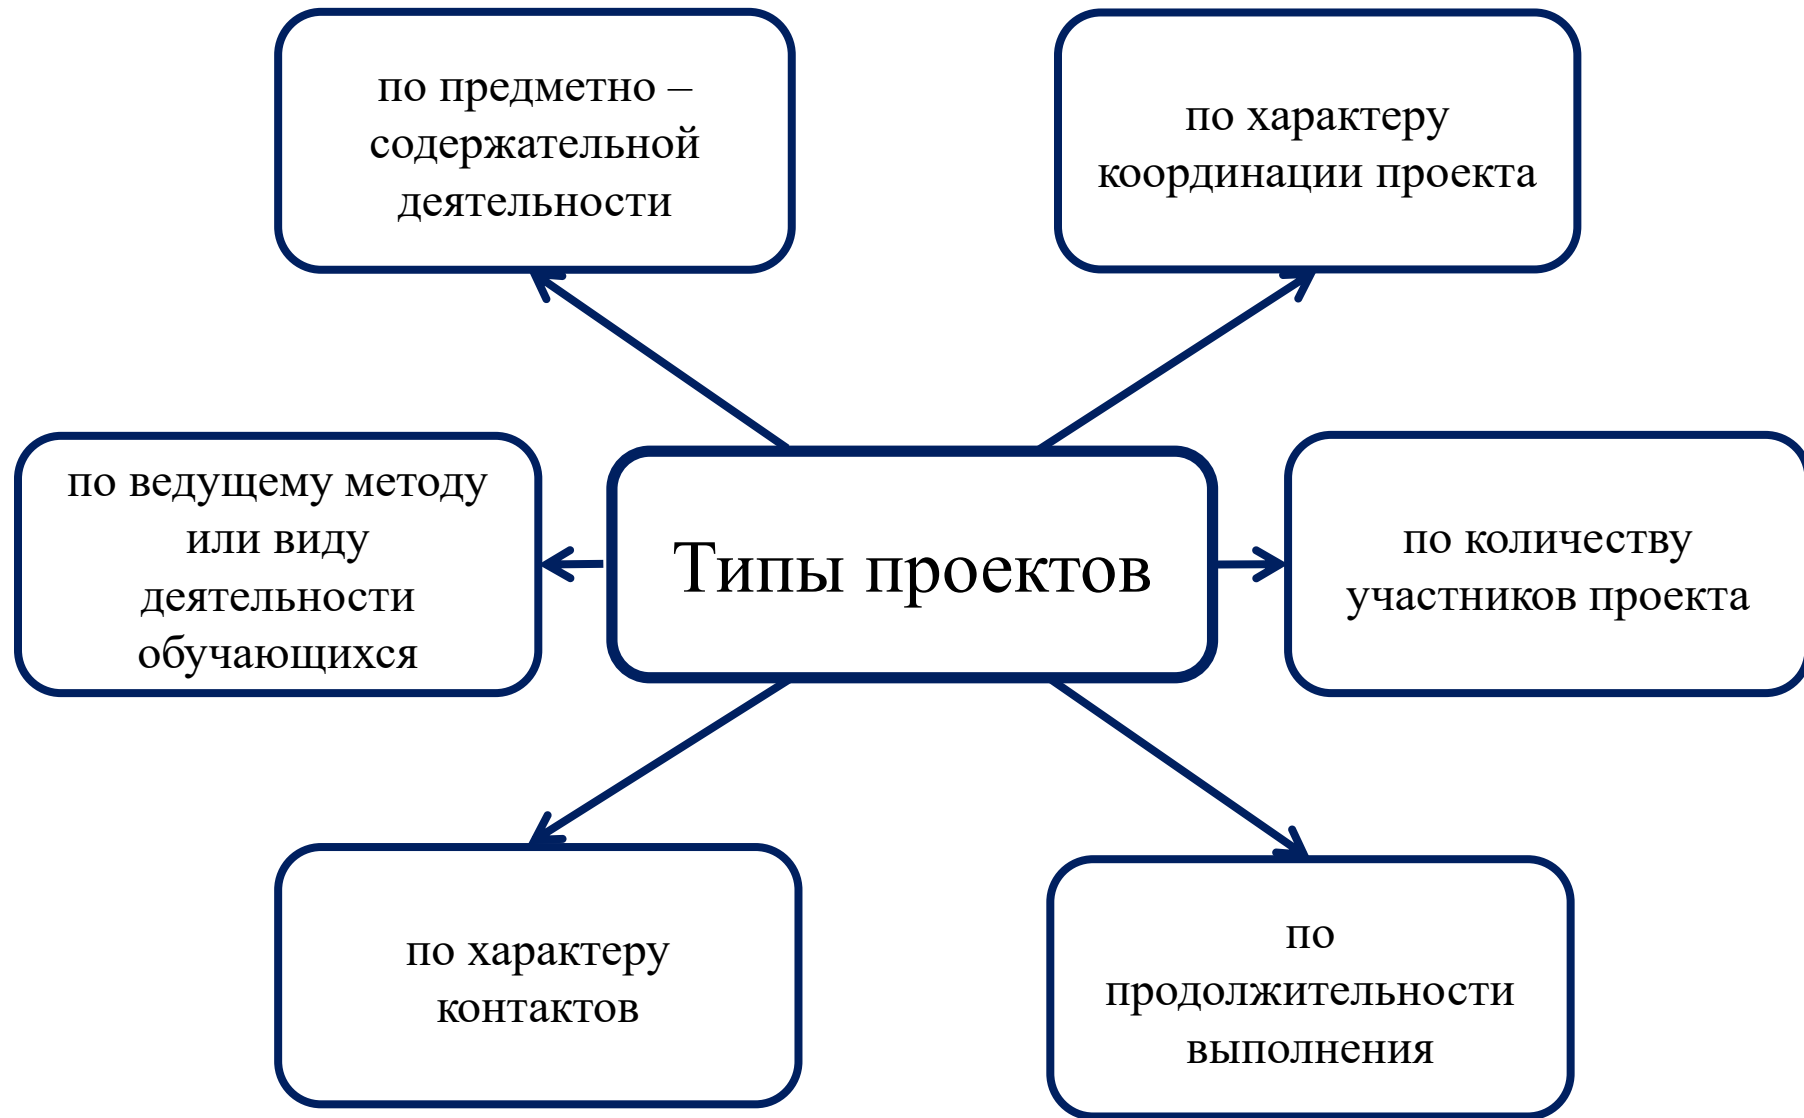 по предметно –
содержательной
деятельности
по характеру
координации проекта
по ведущему методу
или виду
деятельности
обучающихся
Типы проектов
по количеству
участников проекта
по характеру
контактов
по
продолжительности
выполнения